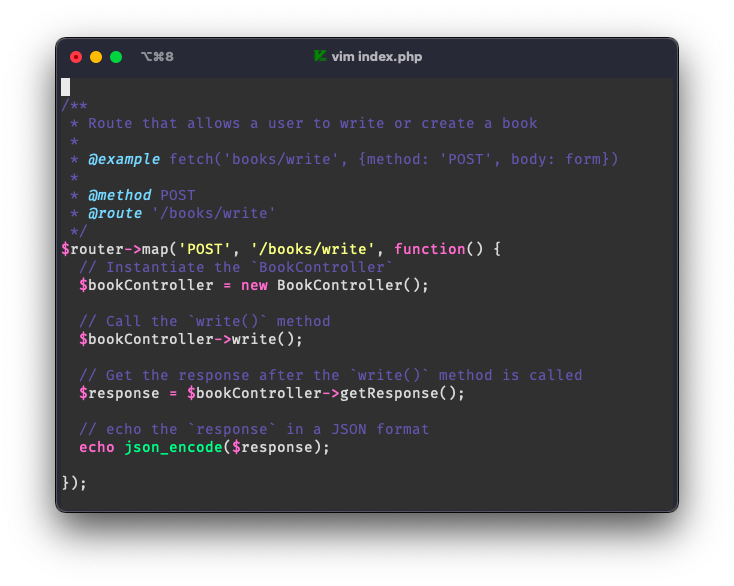 ⌥⌘8
vim index.php
/**
 * Route that allows a user to write or create a book
 *
 * @example fetch('books/write', {method: 'POST', body: form})
 *
 * @method POST
 * @route '/books/write'
 */
$router->map('POST', '/books/write', function() {
  // Instantiate the `BookController`
  $bookController = new BookController();

  // Call the `write()` method
  $bookController->write();

  // Get the response after the `write()` method is called
  $response = $bookController->getResponse();

  // echo the `response` in a JSON format
  echo json_encode($response);

});